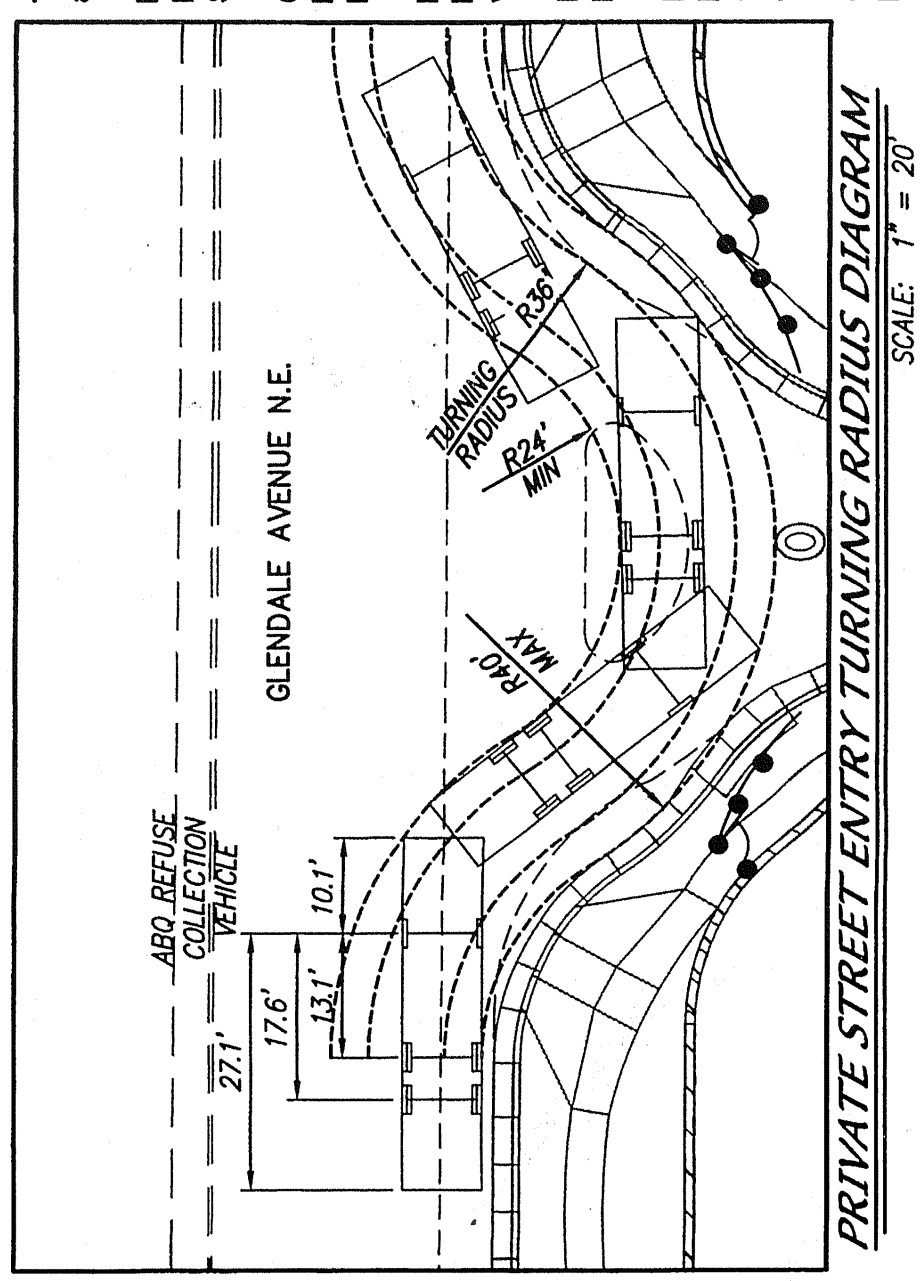 ABQ REFUSE
COLLECTION
VEHICLE
GLENDALE AVENUE N.E.
27.1'
17.6'
13.1'
10.1'
R40'
MAX
R24'
MIN
TURNING
RADIUS
R36'
PRIVATE STREET ENTRY TURNING RADIUS DIAGRAM
SCALE: 1" = 20'